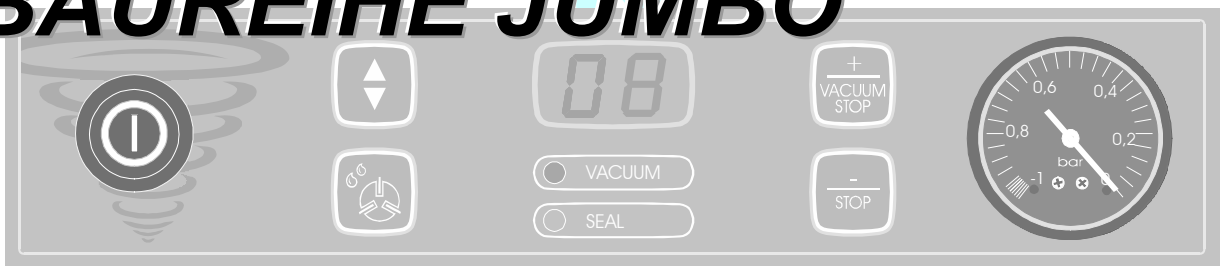 BAUREIHE JUMBO
08
+
VACUUM
STOP
VACUUM
SEAL
-
STOP
0,6
0,4
0,8
0,2
bar
-1
0